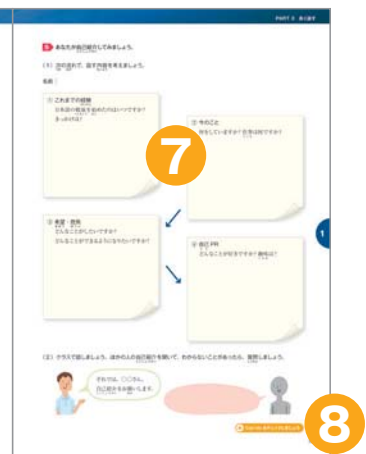 PART 2 あくまで
5 あなたが自己紹介してみましょう。
(1) 次の流れで、話す内容を考えましょう。
名前：
① これまでの経験
日本語の勉強を始めたのはいつですか？
きっかけは？
② 今のこと
何をしていますか？仕事は何ですか？
③ 希望・抱負
どんなことがしたいですか？
どんなことができるようになりたいですか？
④ 自己PR
どんなことが好きですか？趣味は？
7
1
(2) クラスで話しましょう。ほかの人の自己紹介を聞いて、わからないことがあったら、質問しましょう。
それでは、〇〇さん、
自己紹介をお願いします。
8